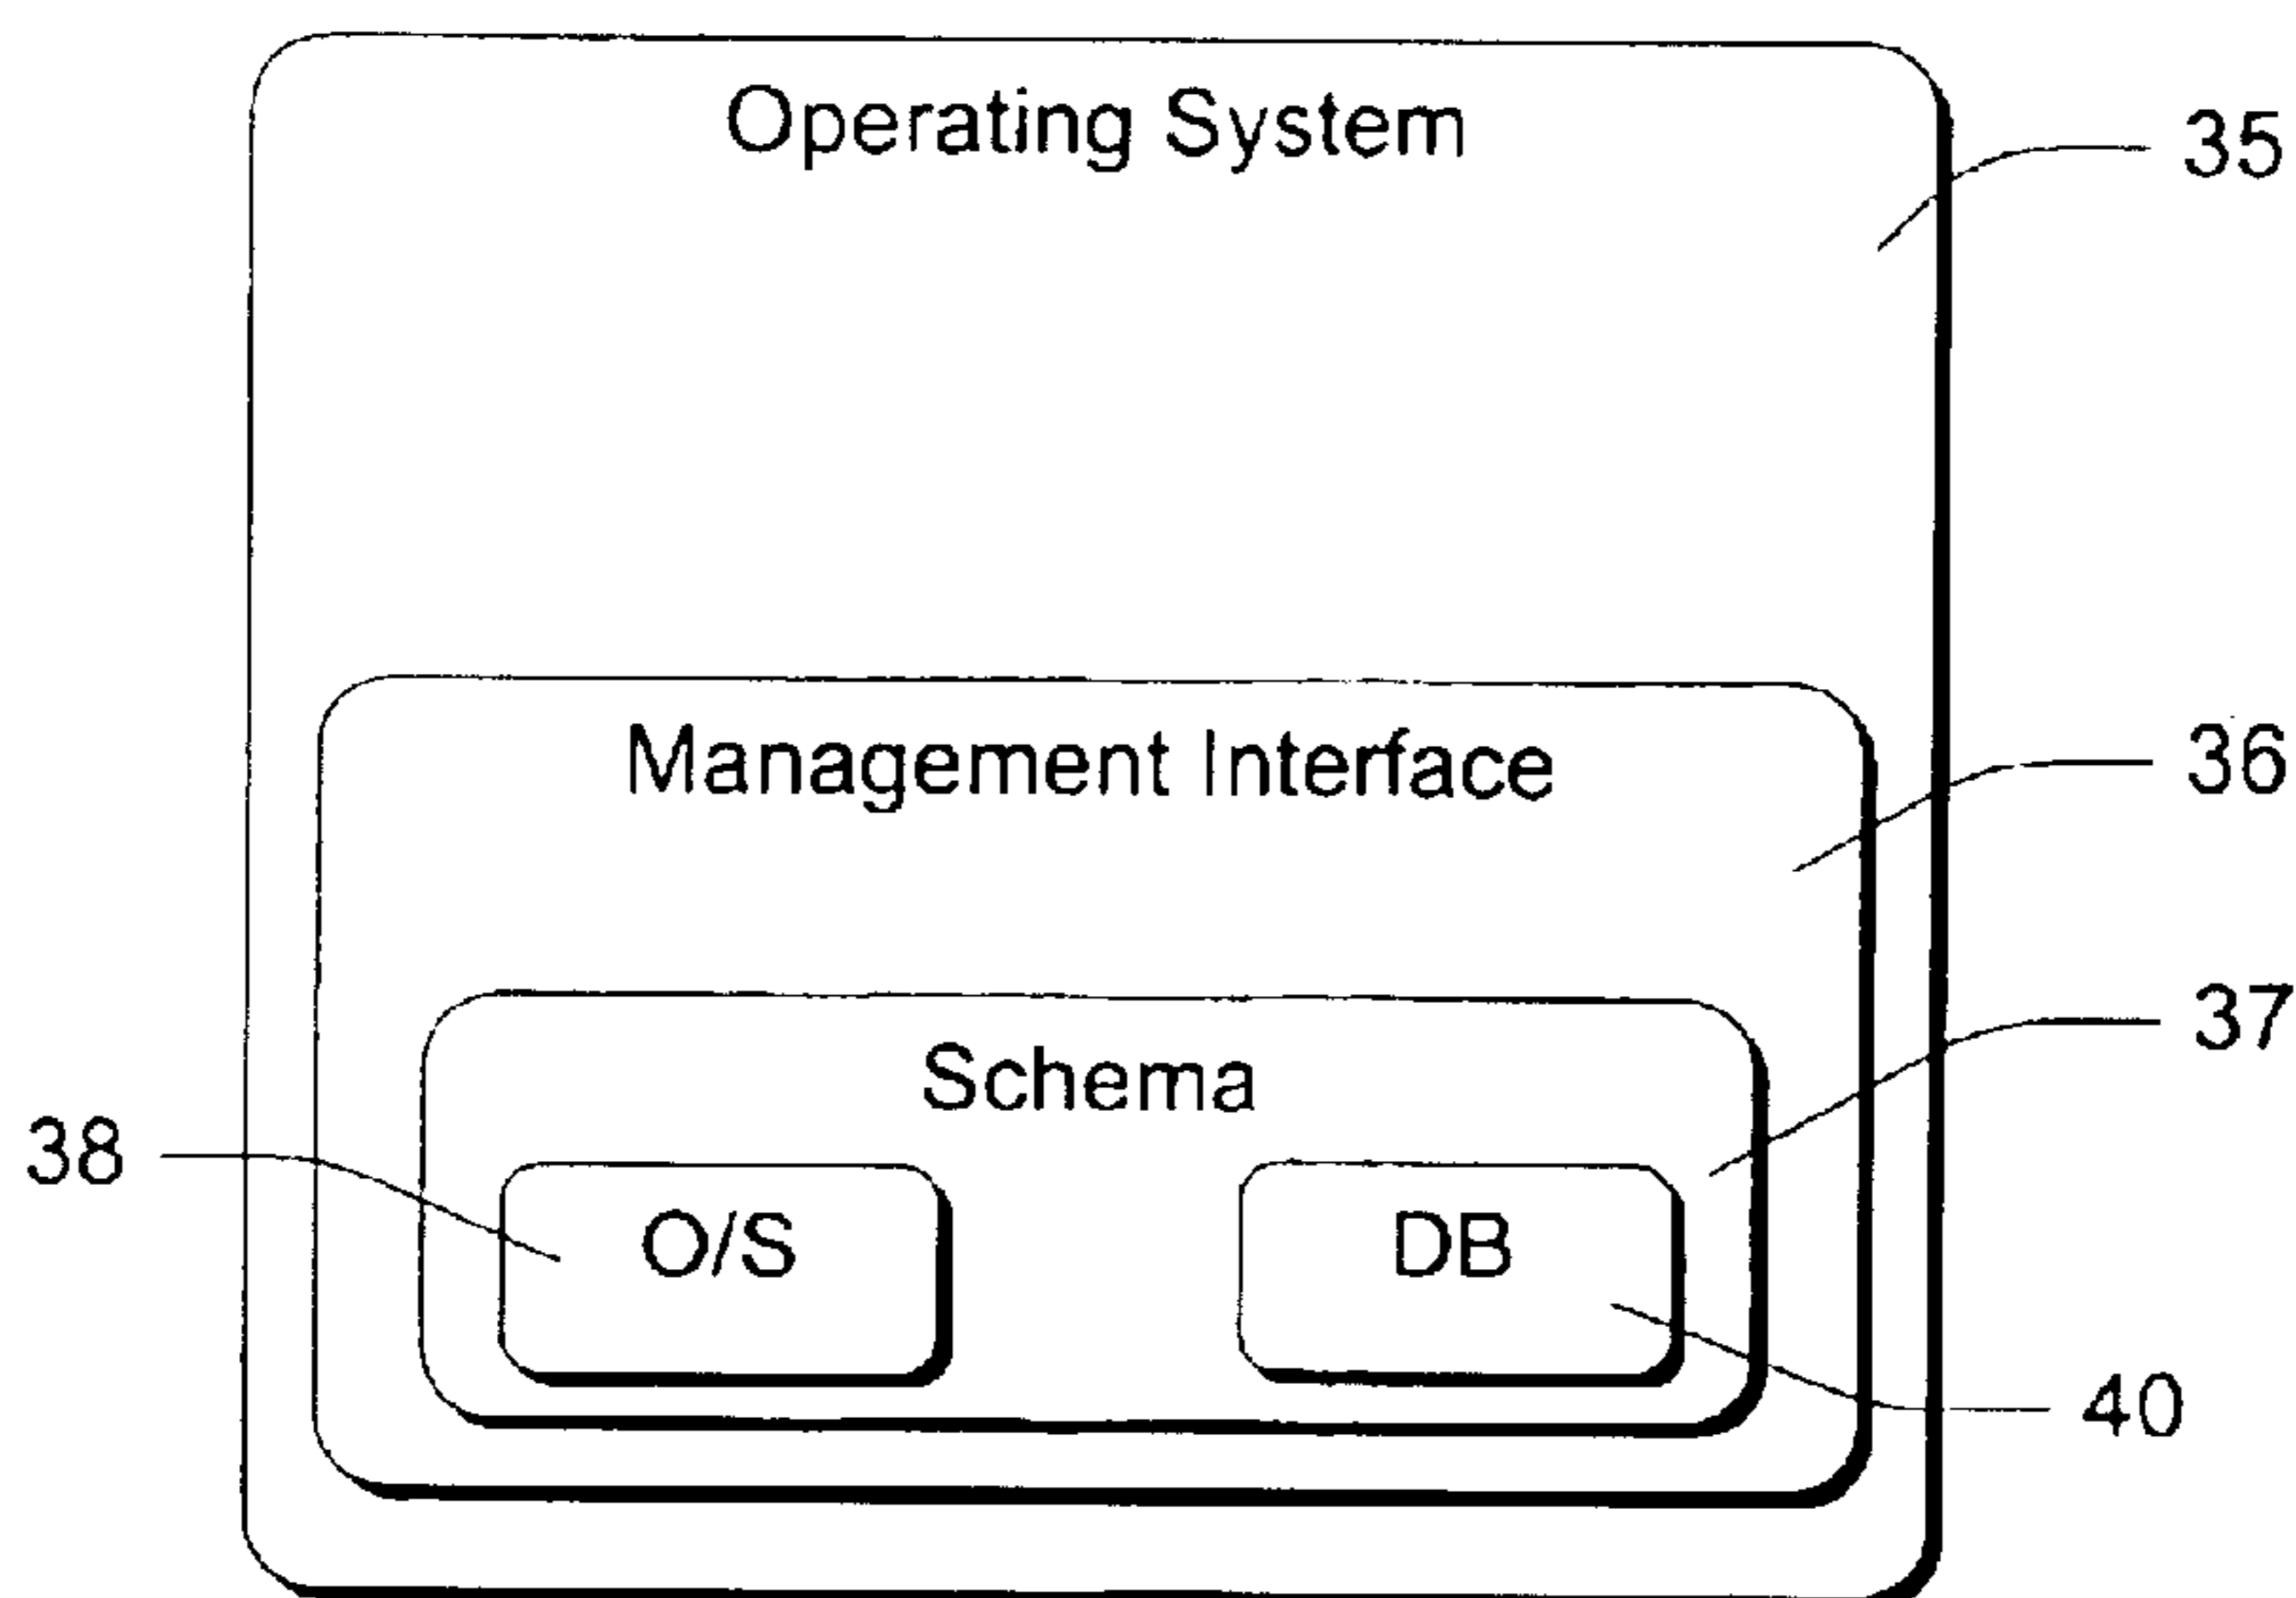 Operating System
35
Management Interface
36
37
Schema
38
O/S
DB
40